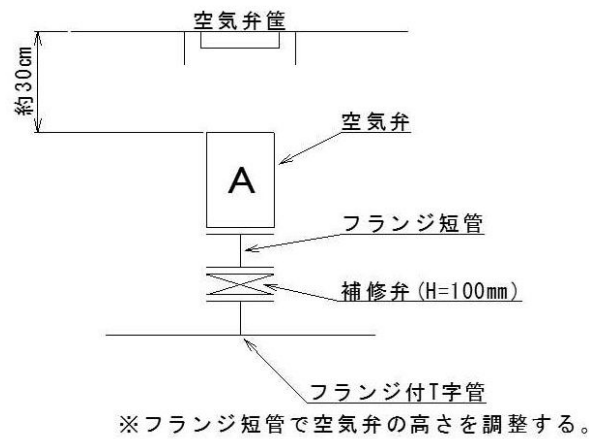 空気弁筐
約30㎝
空気弁
A
フランジ短管
補修弁(H=100㎜)
フランジ付T字管
※フランジ短管で空気弁の高さを調整する。